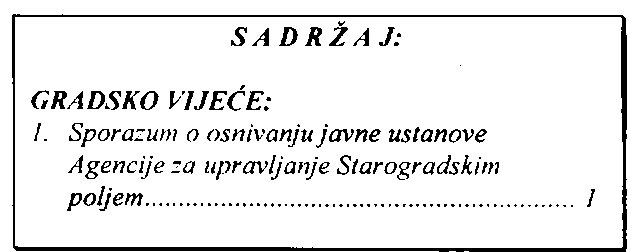 S A D R Ž A J:
GRADSKO VIJEĆE:
1. Sporazum o osnivanju javne ustanove
Agencije za upravljanje Starogradskim
poljem................................................................ 1